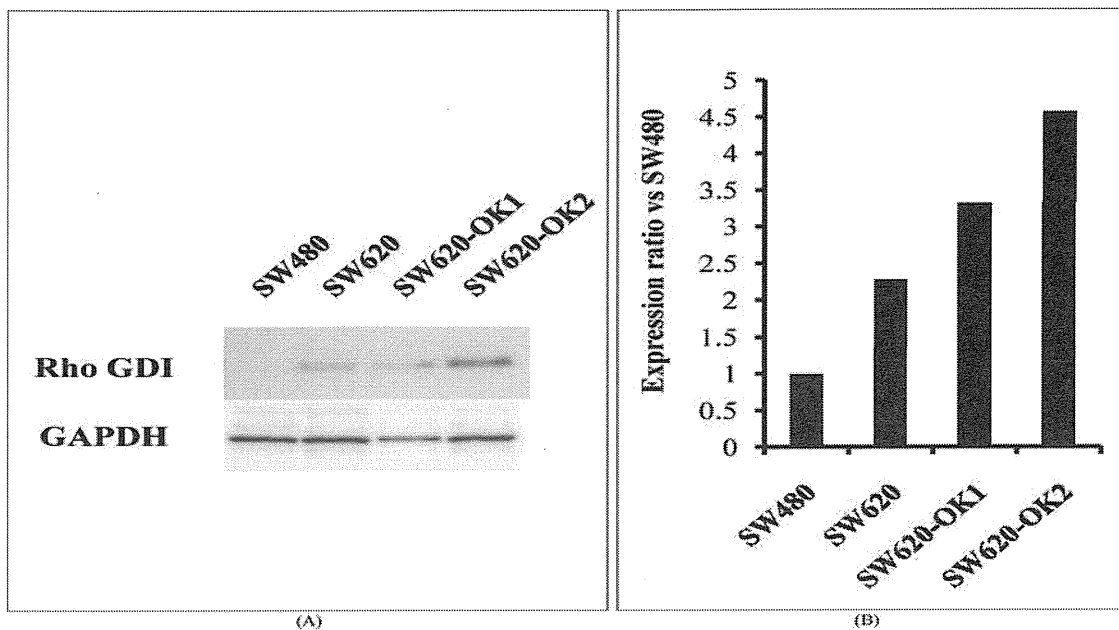 SW480
SW620
SW620-OK1
SW620-OK2
Rho GDI
GAPDH
(A)
Expression ratio vs SW480
5
4.5
4
3.5
3
2.5
2
1.5
1
0.5
0
SW480
SW620
SW620-OK1
SW620-OK2
(B)